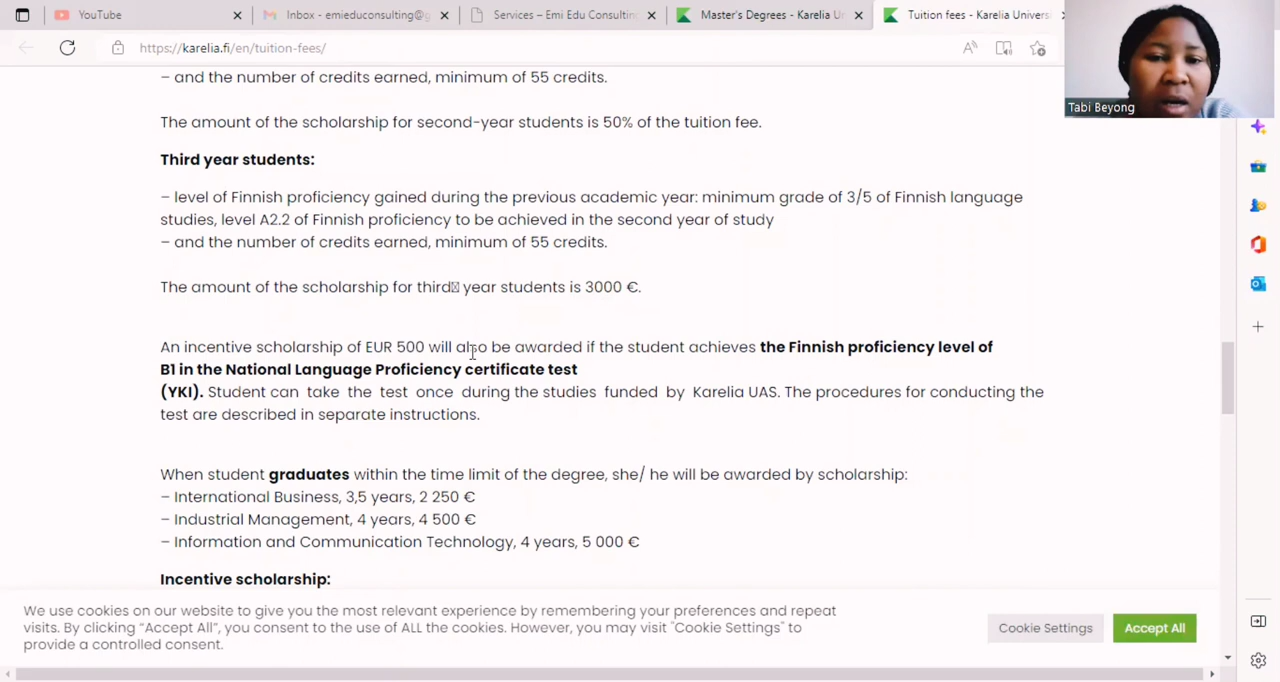 YouTube
Inbox - emieduconsulting@g
Services – Emi Edu Consulting
Master's Degrees - Karelia Un
Tuition fees - Karelia Universi
https://karelia.fi/en/tuition-fees/
Tabi Beyong
– and the number of credits earned, minimum of 55 credits.
The amount of the scholarship for second-year students is 50% of the tuition fee.
Third year students:
– level of Finnish proficiency gained during the previous academic year: minimum grade of 3/5 of Finnish language
studies, level A2.2 of Finnish proficiency to be achieved in the second year of study
– and the number of credits earned, minimum of 55 credits.
The amount of the scholarship for third year students is 3000 €.
An incentive scholarship of EUR 500 will also be awarded if the student achieves the Finnish proficiency level of
B1 in the National Language Proficiency certificate test
(YKI). Student can take the test once during the studies funded by Karelia UAS. The procedures for conducting the
test are described in separate instructions.
When student graduates within the time limit of the degree, she/ he will be awarded by scholarship:
– International Business, 3,5 years, 2 250 €
– Industrial Management, 4 years, 4 500 €
– Information and Communication Technology, 4 years, 5 000 €
Incentive scholarship:
We use cookies on our website to give you the most relevant experience by remembering your preferences and repeat
visits. By clicking “Accept All”, you consent to the use of ALL the cookies. However, you may visit "Cookie Settings" to
provide a controlled consent.
Cookie Settings
Accept All